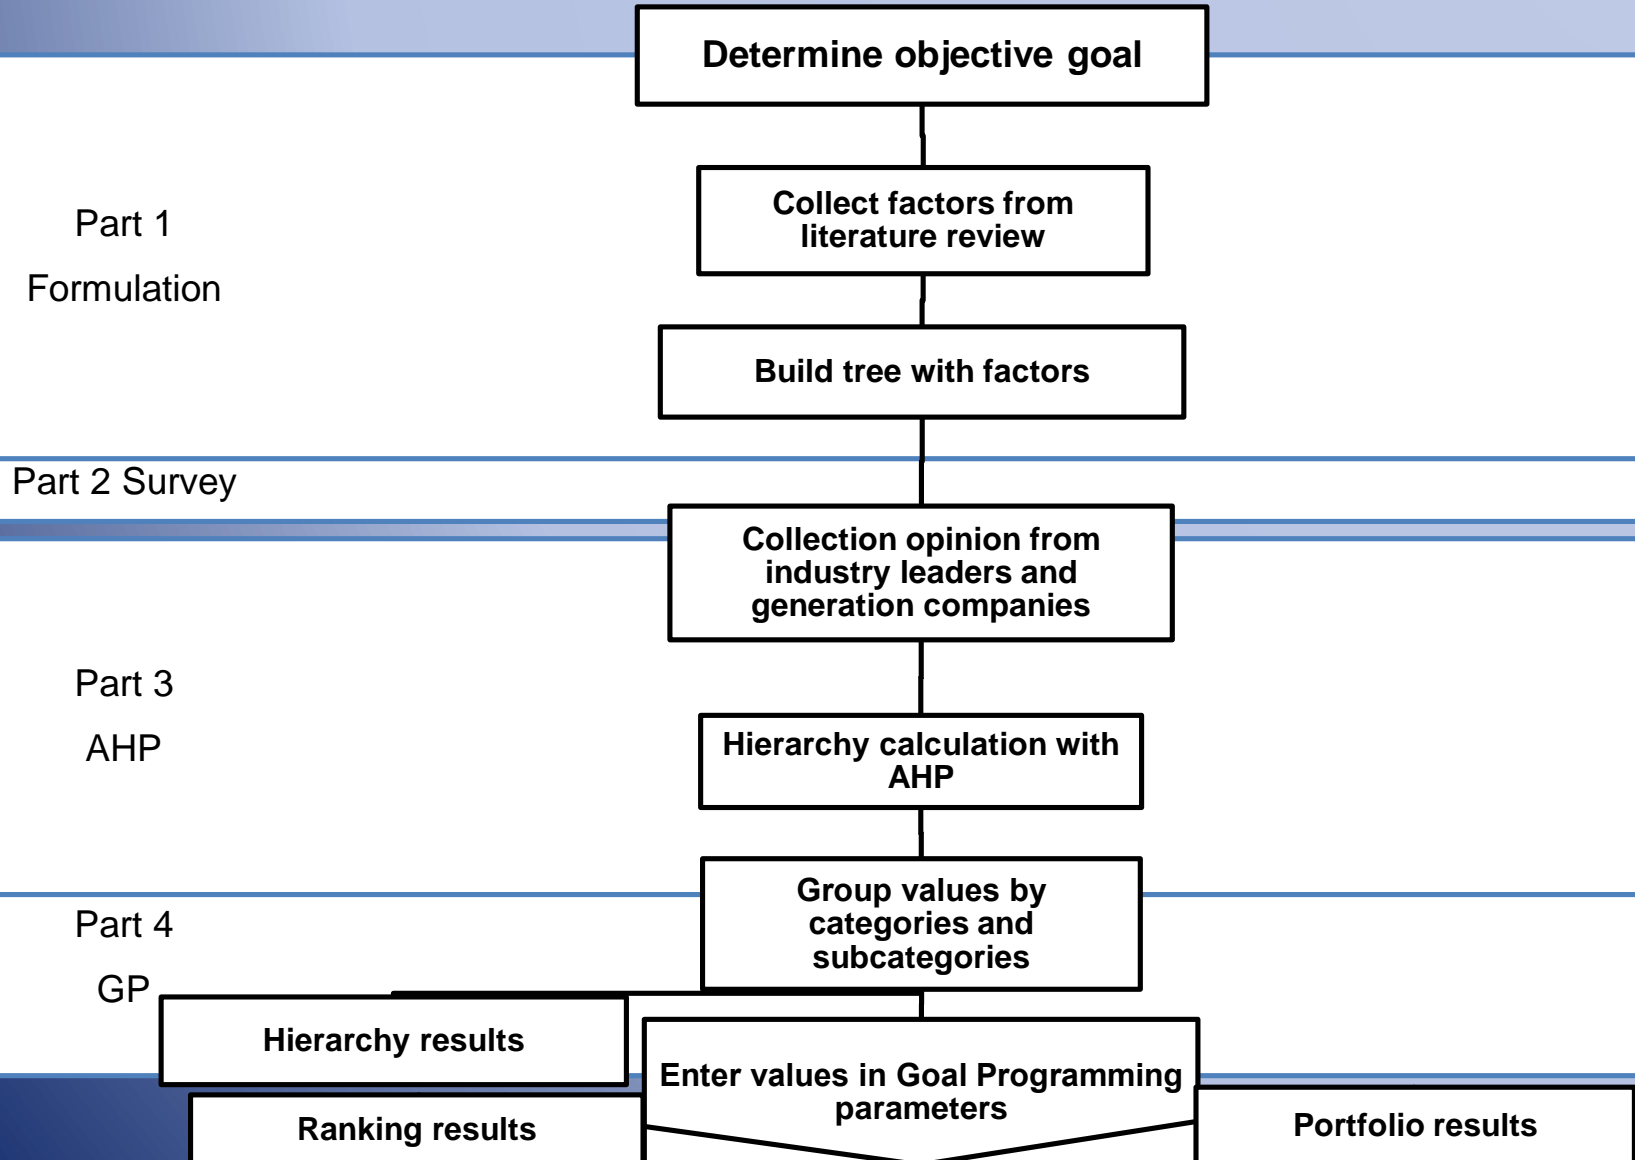 Determine objective goal
Part 1
Formulation
Collect factors from
literature review
Build tree with factors
Part 2 Survey
Collection opinion from
industry leaders and
generation companies
Part 3
AHP
Hierarchy calculation with
AHP
Part 4
GP
Group values by
categories and
subcategories
Hierarchy results
Enter values in Goal Programming
parameters
Ranking results
Portfolio results